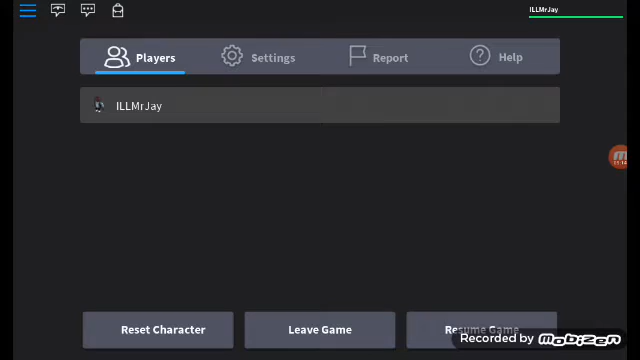 ILLMrJay
Players
Settings
Report
Help
ILLMrJay
Reset Character
Leave Game
Resume Game
Recorded by mobizen